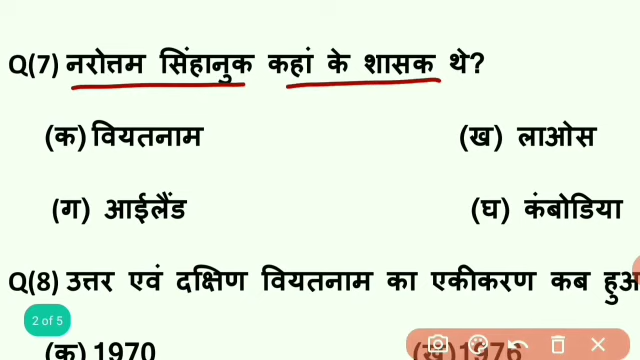 Q(7) नरोत्तम सिंहानुक कहां के शासक थे?
(क) वियतनाम (ख) लाओस
(ग) आईलैंड (घ) कंबोडिया
Q(8) उत्तर एवं दक्षिण वियतनाम का एकीकरण कब हुआ
2 of 5
(क) 1970 (ख) 1976